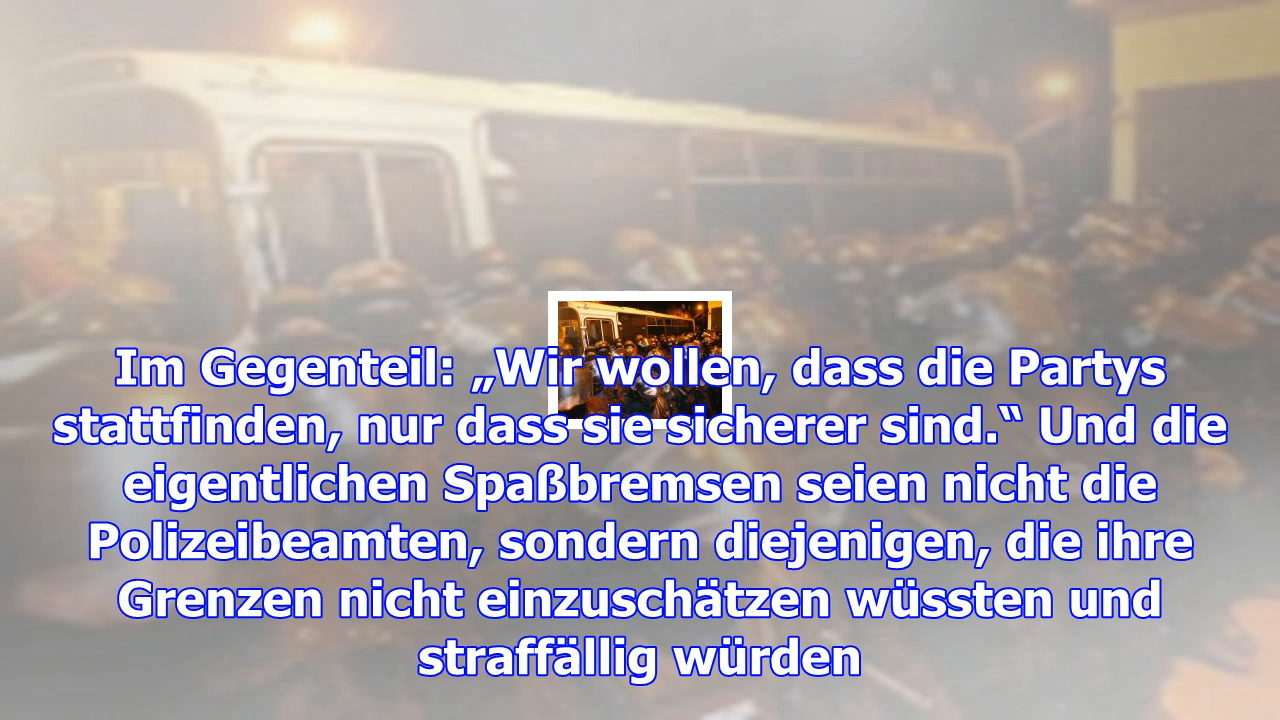 Im Gegenteil: „Wir wollen, dass die Partys
stattfinden, nur dass sie sicherer sind.“ Und die
eigentlichen Spaßbremsen seien nicht die
Polizeibeamten, sondern diejenigen, die ihre
Grenzen nicht einzuschätzen wüssten und
straffällig würden